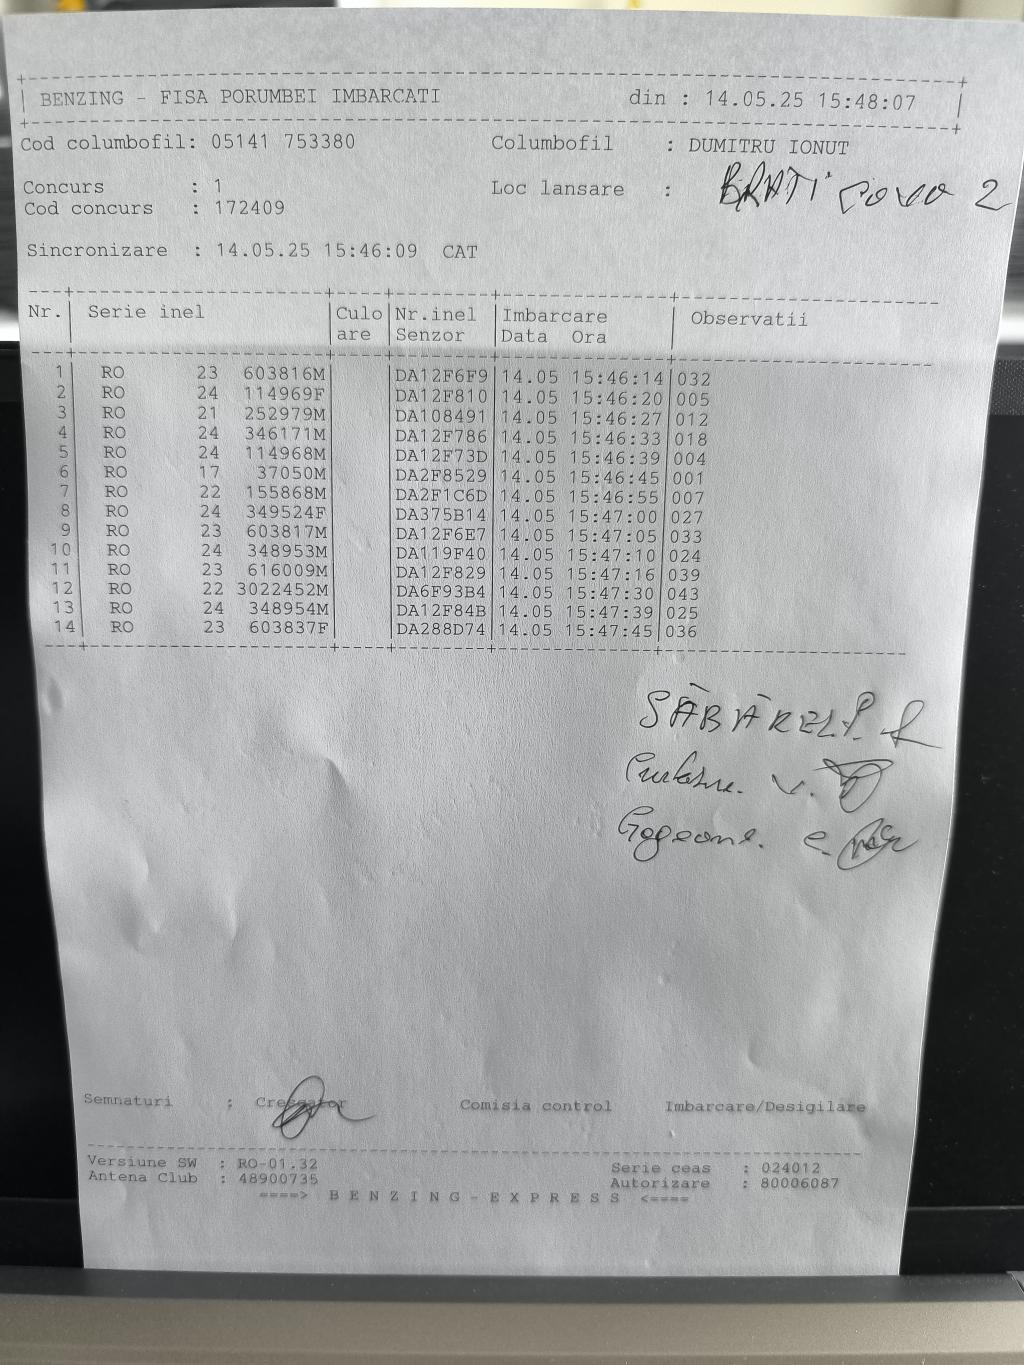 BENZING - FISA PORUMBEI IMBARCATI din : 14.05.25 15:48:07
Cod columbofil: 05141 753380 Columbofil : DUMITRU IONUT
Concurs : 1 Loc lansare : BRATI 2
Cod concurs : 172409
Sincronizare : 14.05.25 15:46:09 CAT
Nr. Serie inel Culo Nr.inel Imbarcare Observatii
are Senzor Data Ora
1 RO 23 603816M DA12F6F9 14.05 15:46:14 032
2 RO 24 114969F DA12F810 14.05 15:46:20 005
3 RO 21 252979M DA108491 14.05 15:46:27 012
4 RO 24 346171M DA12F786 14.05 15:46:33 018
5 RO 24 114968M DA12F73D 14.05 15:46:39 004
6 RO 17 37050M DA2F8529 14.05 15:46:45 001
7 RO 22 155868M DA2F1C6D 14.05 15:46:55 007
8 RO 24 349524F DA375B14 14.05 15:47:00 027
9 RO 23 603817M DA12F6E7 14.05 15:47:05 033
10 RO 24 348953M DA119F40 14.05 15:47:10 024
11 RO 23 616009M DA12F829 14.05 15:47:16 039
12 RO 22 3022452M DA6F93B4 14.05 15:47:30 043
13 RO 24 348954M DA12F84B 14.05 15:47:39 025
14 RO 23 603837F DA288D74 14.05 15:47:45 036
Semnaturi : Crescator Comisia control Imbarcare/Desigilare
Versiune SW : RO-01.32 Serie ceas : 024012
Antena Club : 48900735 Autorizare : 80006087
====> B E N Z I N G - E X P R E S S <====